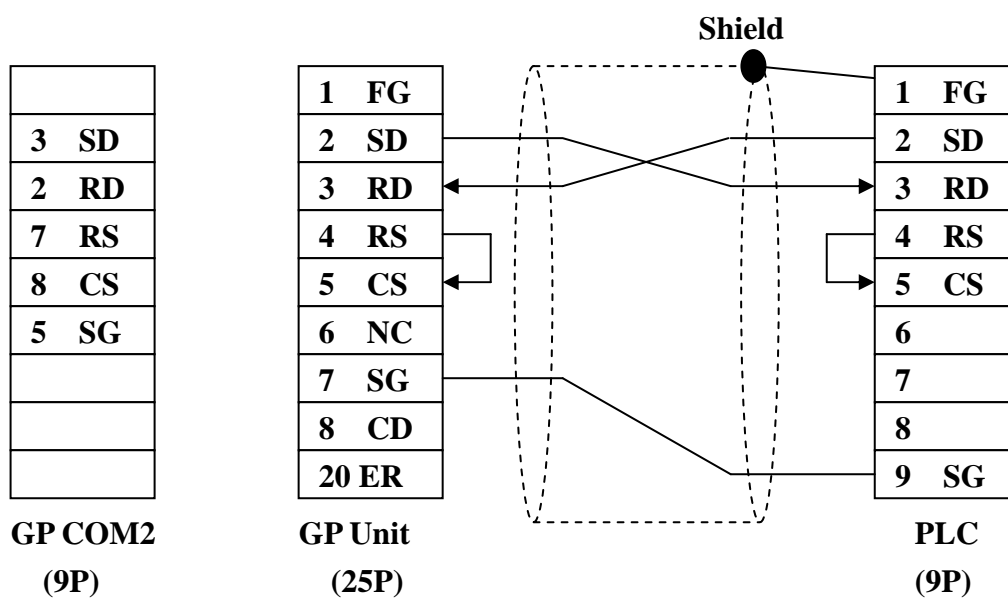 Shield
3 SD
2 RD
7 RS
8 CS
5 SG
GP COM2
(9P)
1 FG
2 SD
3 RD
4 RS
5 CS
6 NC
7 SG
8 CD
20 ER
GP Unit
(25P)
1 FG
2 SD
3 RD
4 RS
5 CS
6
7
8
9 SG
PLC
(9P)